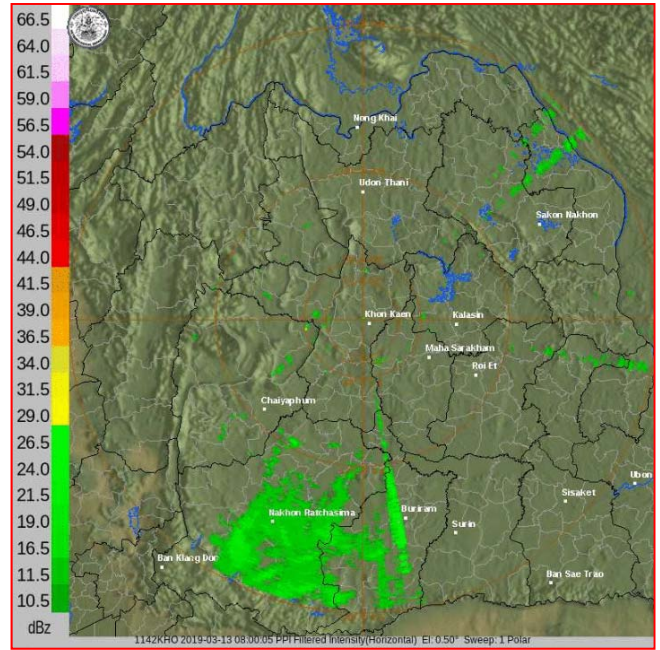 66.5
64.0
61.5
59.0
56.5
54.0
51.5
49.0
46.5
44.0
41.5
39.0
36.5
34.0
31.5
29.0
26.5
24.0
21.5
19.0
16.5
11.5
10.5
dBz
Nong Khai
Udon Thani
Sakon Nakhon
Khon Kaen
Kalasin
Maha Sarakham
Roi Et
Chaiyaphum
Ubon
Sisaket
Nakhon Ratchasima
Buriram
Surin
Ban Klang Dor
Ban Sae Triao
1142KHO 2019-03-13 08:00:05 PPI Filtered Intensity(Horizontal) El: 0.50° Sweep: 1 Polar